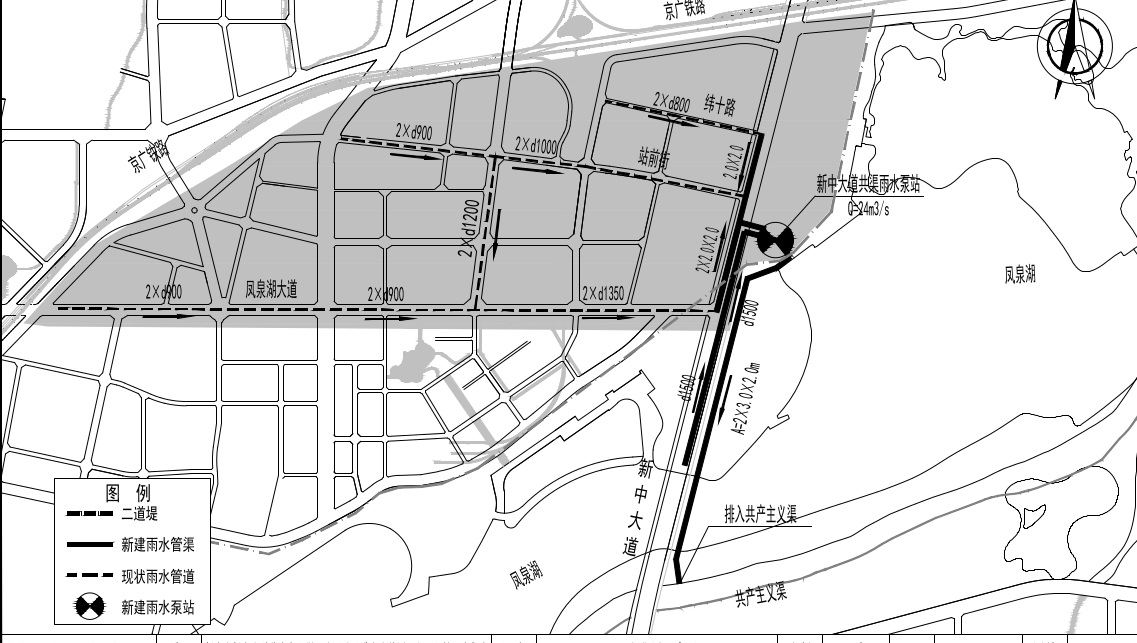 京广铁路
2×d800
纬十路
2×d900
2×d1000
站前街
2.0×2.0
京广铁路
新中大道共渠雨水泵站
Q=24m3/s
2×d1200
2×2.0×2.0
凤泉湖
2×d900
凤泉湖大道
2×d900
2×d1350
d1500
d1500
A=2×3.0×2.0m
新中大道
排入共产主义渠
凤泉湖
共产主义渠
图 例
二道堤
新建雨水管渠
现状雨水管道
新建雨水泵站